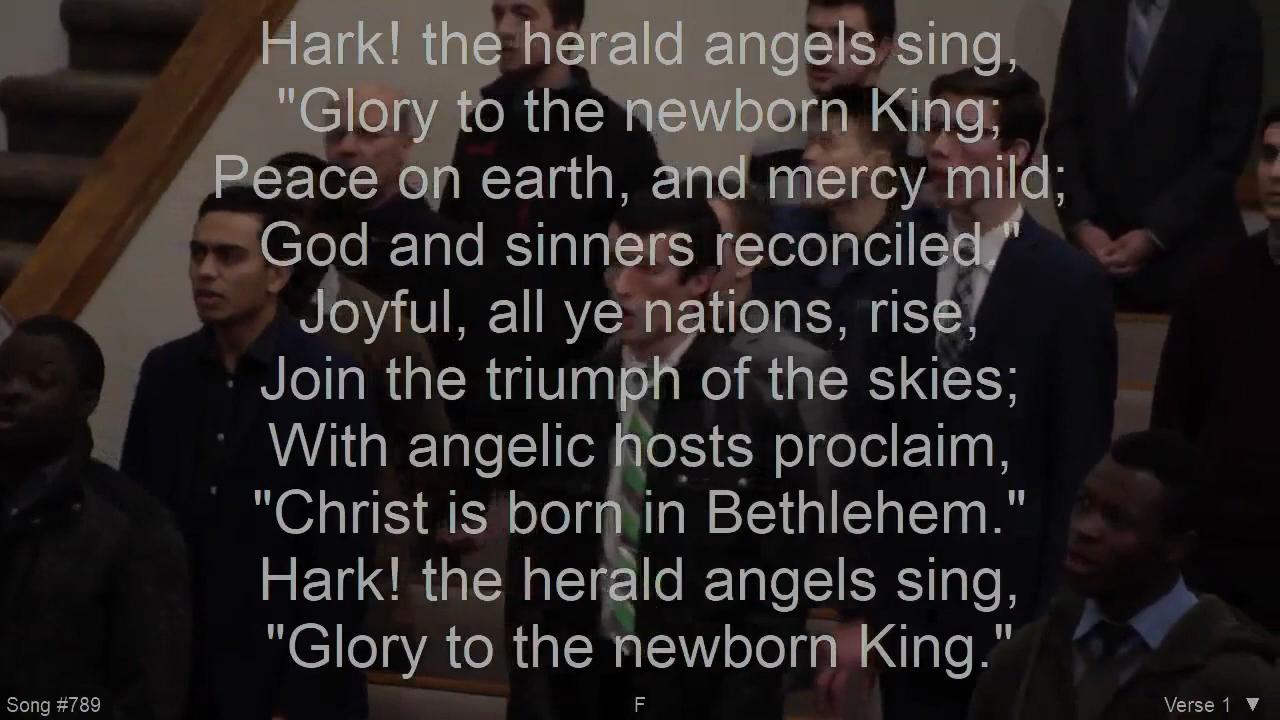 Hark! the herald angels sing,
"Glory to the newborn King;
Peace on earth, and mercy mild;
God and sinners reconciled."
Joyful, all ye nations, rise,
Join the triumph of the skies;
With angelic hosts proclaim,
"Christ is born in Bethlehem."
Hark! the herald angels sing,
"Glory to the newborn King."
Song #789 F Verse 1 ▼